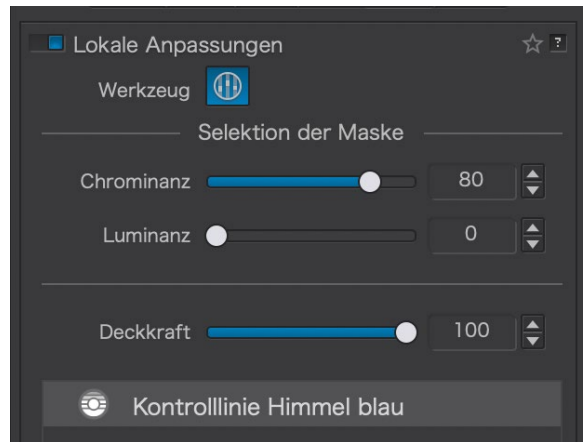 Lokale Anpassungen ?
Werkzeug
Selektion der Maske
Chrominanz 80
Luminanz 0
Deckkraft 100
Kontrolllinie Himmel blau